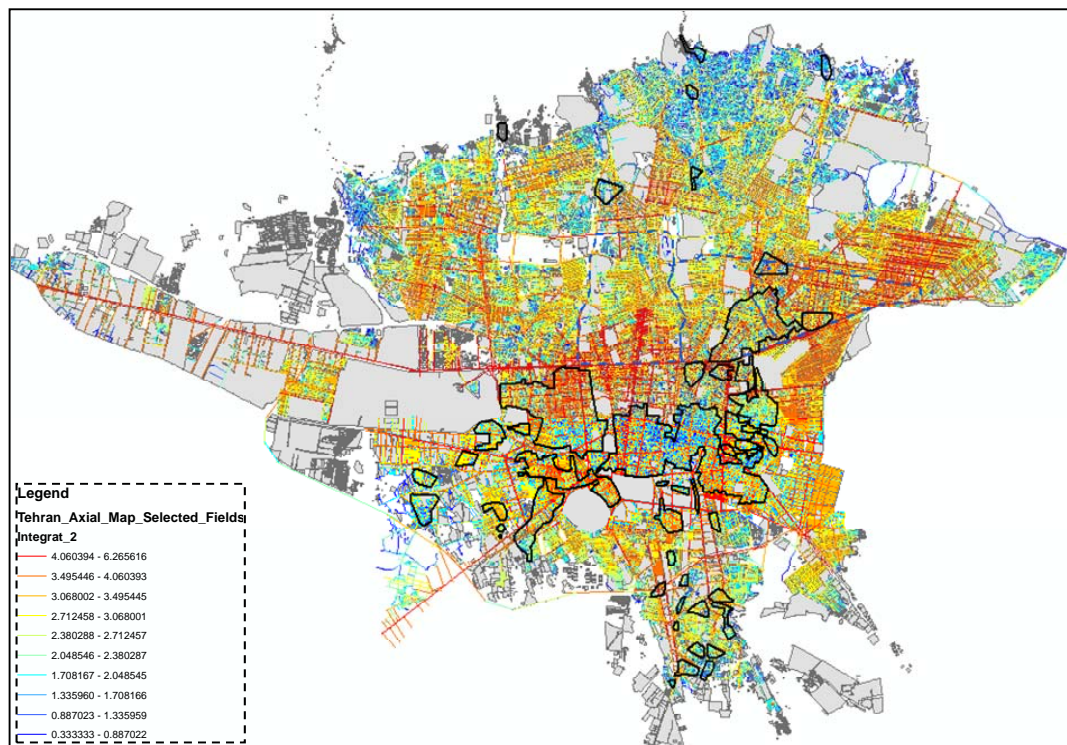 Legend
Tehran_Axial_Map_Selected_Fields
Integrat_2
4.060394 - 6.265616
3.495446 - 4.060393
3.068002 - 3.495445
2.712458 - 3.068001
2.380288 - 2.712457
2.048546 - 2.380287
1.708167 - 2.048545
1.335960 - 1.708166
0.887023 - 1.335959
0.333333 - 0.887022